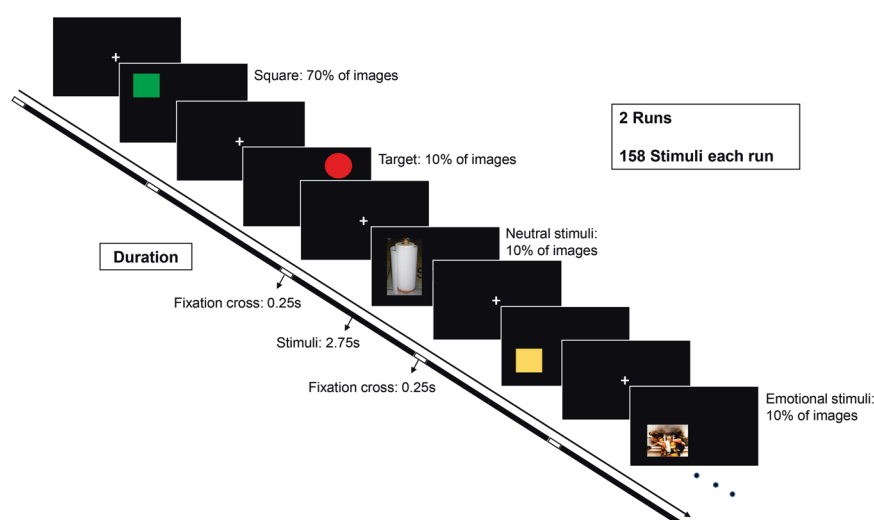 Square: 70% of images
2 Runs
158 Stimuli each run
Target: 10% of images
Neutral stimuli:
10% of images
Duration
Fixation cross: 0.25s
Stimuli: 2.75s
Fixation cross: 0.25s
Emotional stimuli:
10% of images